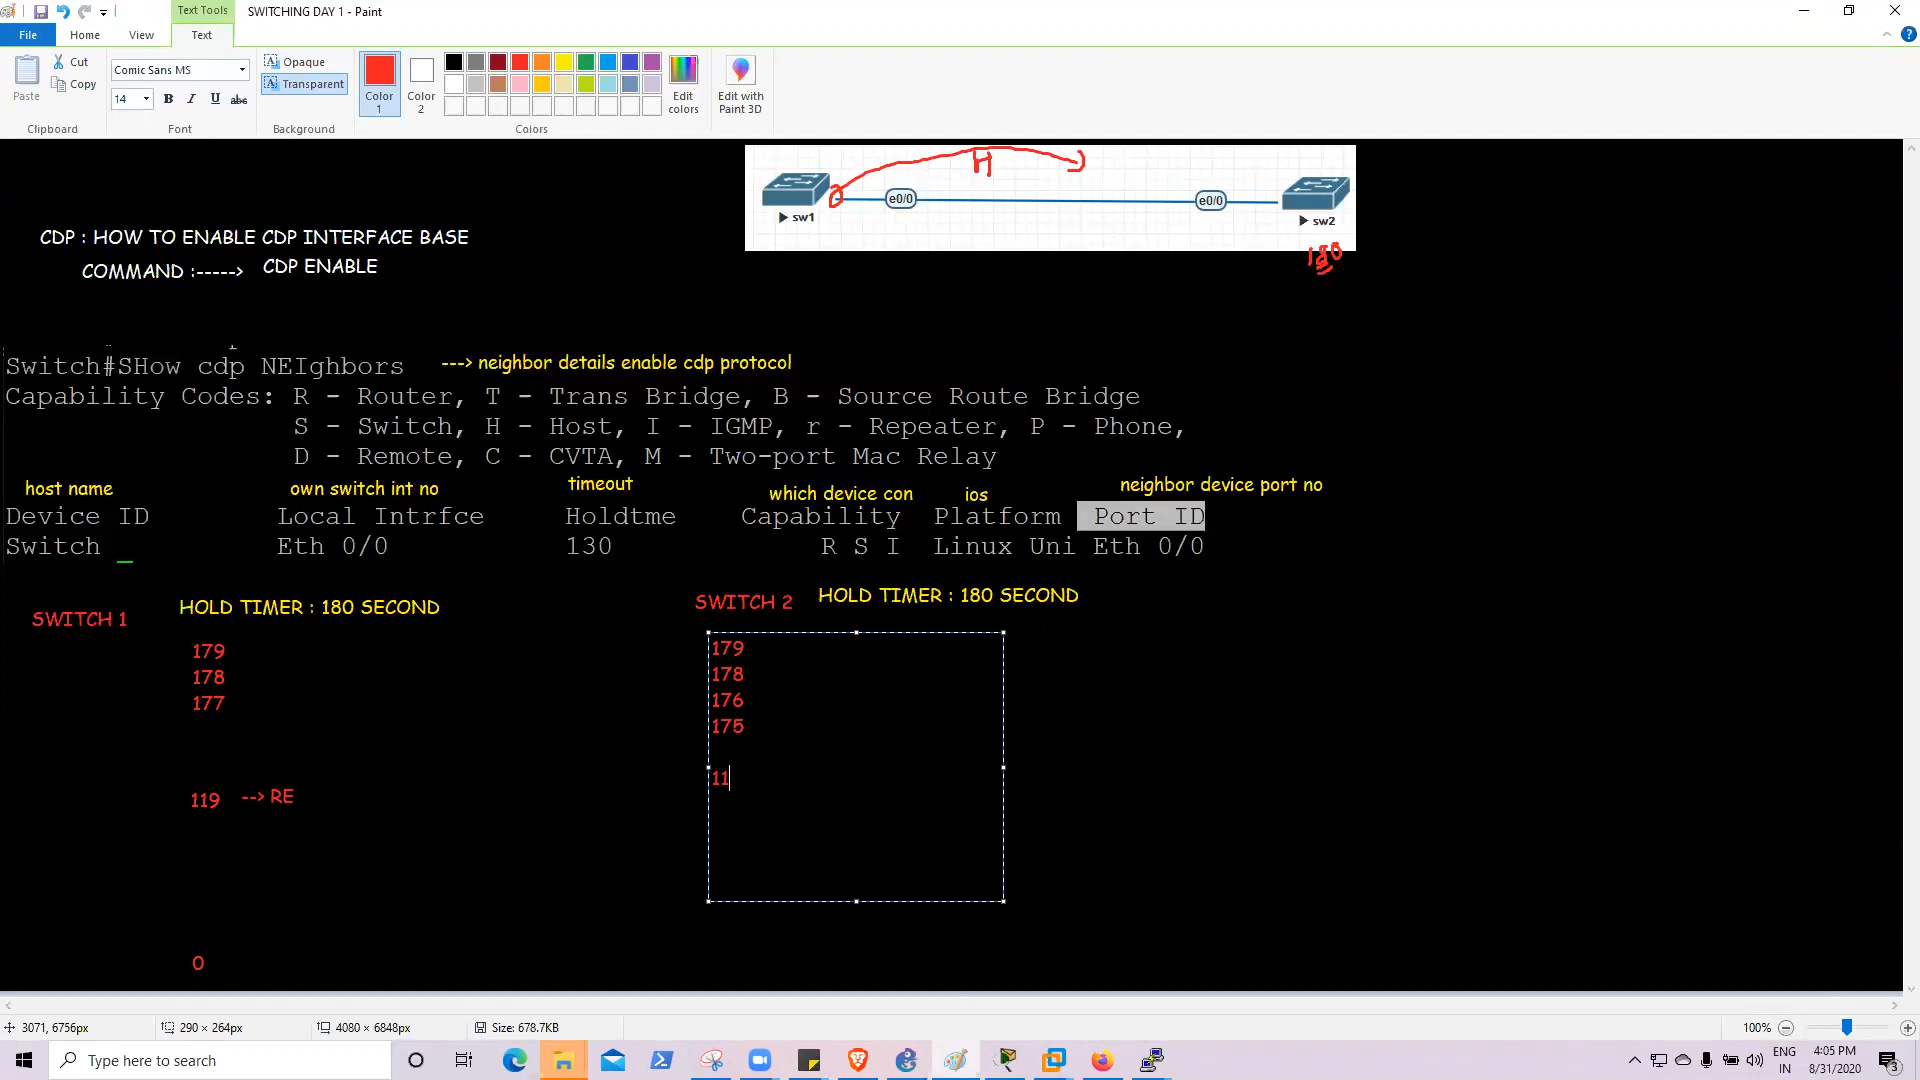 Text Tools
SWITCHING DAY 1 - Paint
File
Home
View
Text
Paste
Cut
Copy
Clipboard
Comic Sans MS
14
B
I
U
abc
Font
Opaque
Transparent
Background
Color 1
Color 2
Colors
Edit colors
Edit with Paint 3D
H
e0/0
e0/0
sw1
sw2
180
CDP : HOW TO ENABLE CDP INTERFACE BASE
COMMAND :-----> CDP ENABLE
Switch#SHow cdp NEIghbors ---> neighbor details enable cdp protocol
Capability Codes: R - Router, T - Trans Bridge, B - Source Route Bridge
S - Switch, H - Host, I - IGMP, r - Repeater, P - Phone,
D - Remote, C - CVTA, M - Two-port Mac Relay
host name own switch int no timeout which device con ios neighbor device port no
Device ID Local Intrfce Holdtme Capability Platform Port ID
Switch Eth 0/0 130 R S I Linux Uni Eth 0/0
SWITCH 1 HOLD TIMER : 180 SECOND
179
178
177
119 --> RE
0
SWITCH 2 HOLD TIMER : 180 SECOND
179
178
176
175
11
3071, 6756px
290 × 264px
4080 × 6848px
Size: 678.7KB
100%
Type here to search
ENG
IN
4:05 PM
8/31/2020
3